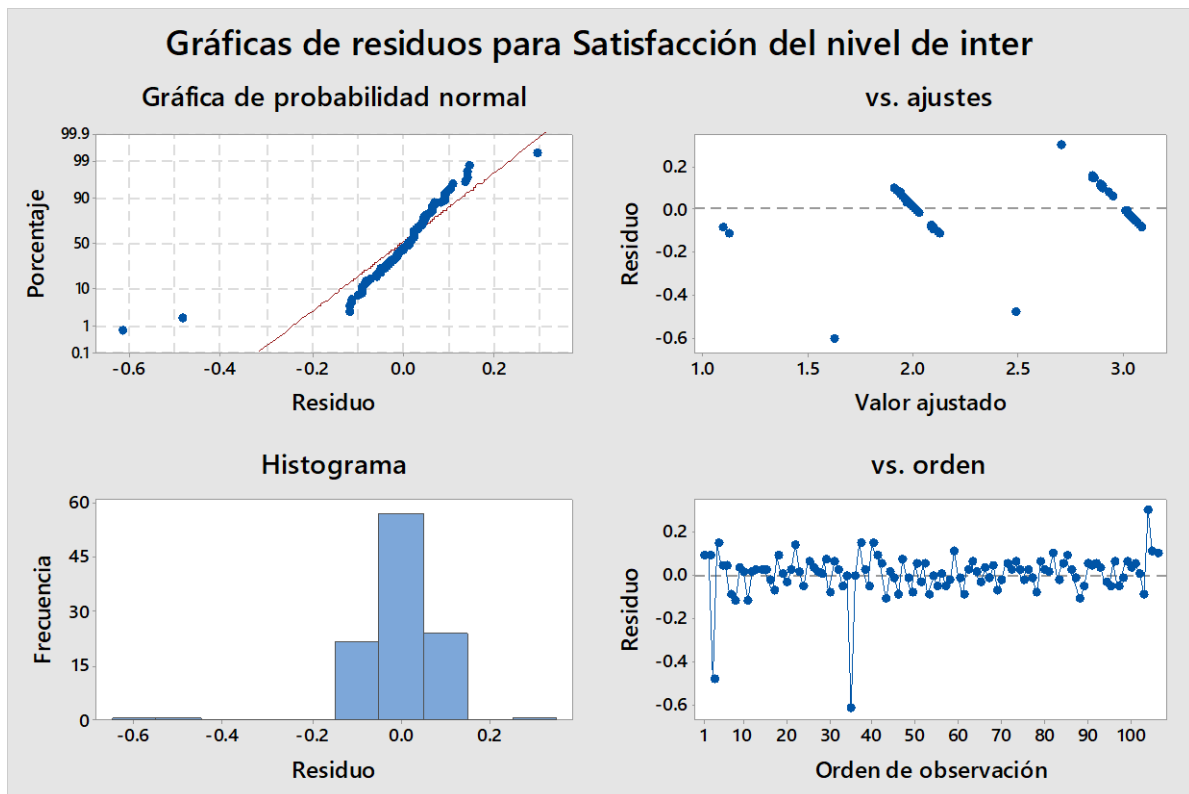 Gráficas de residuos para Satisfacción del nivel de inter
Gráfica de probabilidad normal
99.9
99
90
50
10
1
0.1
Porcentaje
-0.6 -0.4 -0.2 0.0 0.2
Residuo
vs. ajustes
0.2
0.0
-0.2
-0.4
-0.6
Residuo
1.0 1.5 2.0 2.5 3.0
Valor ajustado
Histograma
60
45
30
15
0
Frecuencia
-0.6 -0.4 -0.2 0.0 0.2
Residuo
vs. orden
0.2
0.0
-0.2
-0.4
-0.6
Residuo
1 10 20 30 40 50 60 70 80 90 100
Orden de observación